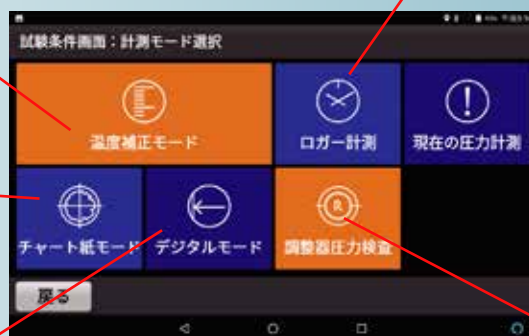 試験条件画面：計測モード選択
温度補正モード
ロガー計測
現在の圧力計測
チャート紙モード
デジタルモード
R
調整器圧力検査
戻る